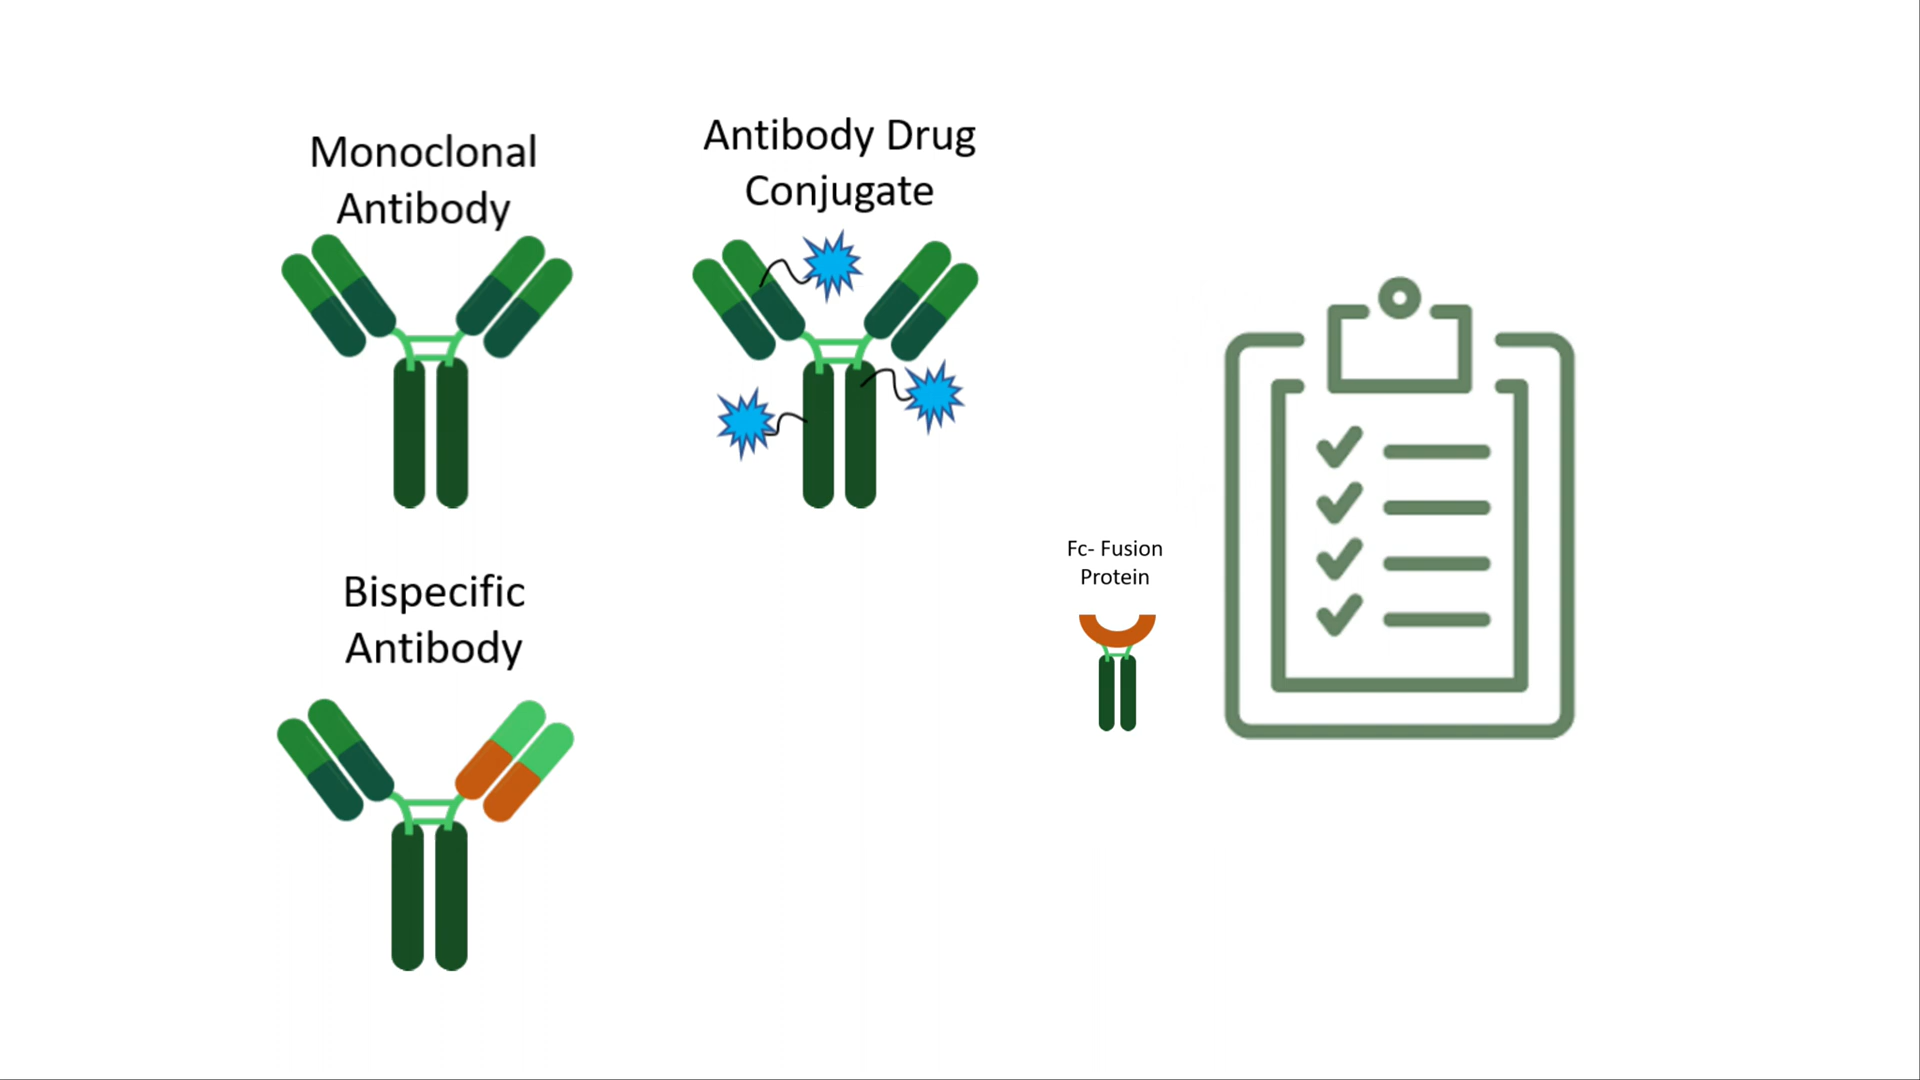 Monoclonal
Antibody
Antibody Drug
Conjugate
Fc- Fusion
Protein
Bispecific
Antibody